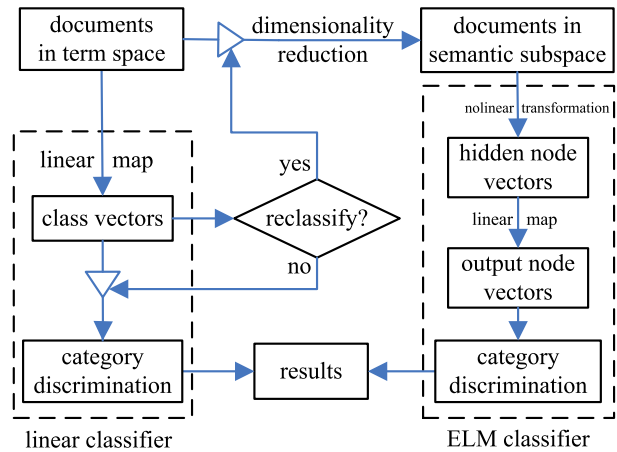 documents
in term space
dimensionality
reduction
documents in
semantic subspace
nolinear transformation
linear map
yes
hidden node
vectors
class vectors
reclassify?
linear map
no
output node
vectors
category
discrimination
results
category
discrimination
linear classifier
ELM classifier